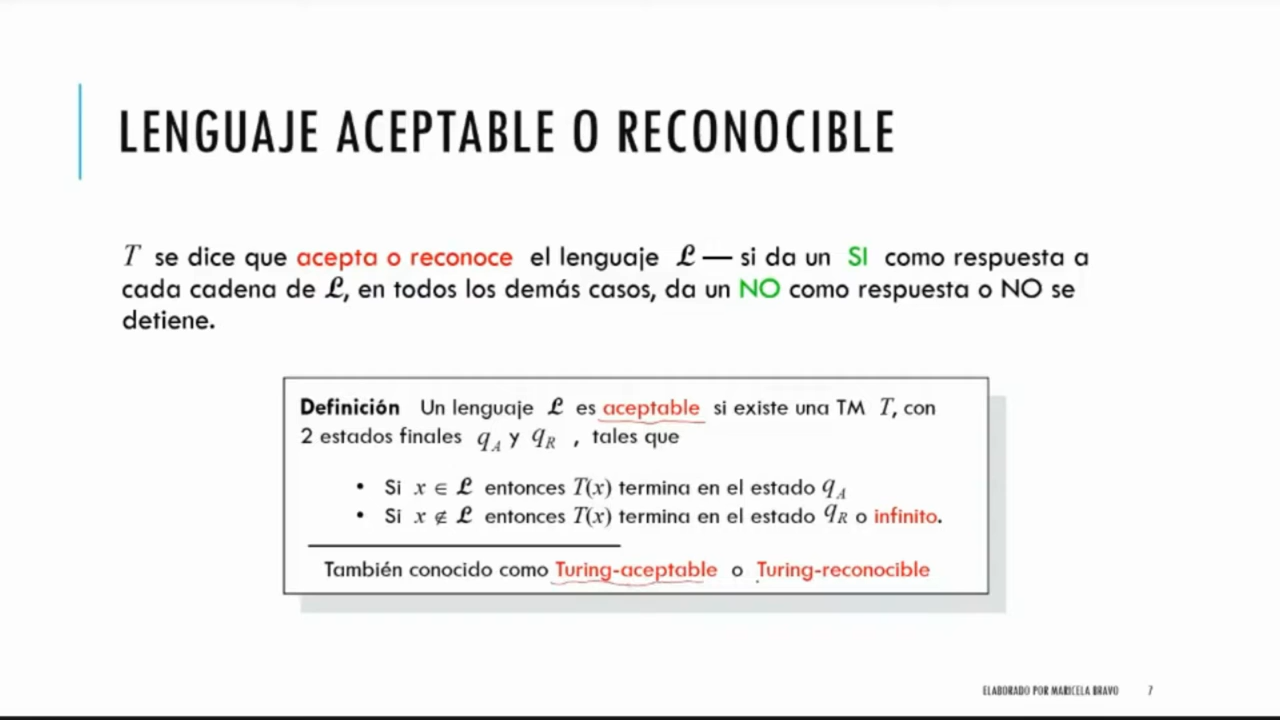 LENGUAJE ACEPTABLE O RECONOCIBLE
T se dice que acepta o reconoce el lenguaje ℒ — si da un SI como respuesta a
cada cadena de ℒ, en todos los demás casos, da un NO como respuesta o NO se
detiene.
Definición Un lenguaje ℒ es aceptable si existe una TM T, con
2 estados finales q_A y q_R , tales que
• Si x ∈ ℒ entonces T(x) termina en el estado q_A
• Si x ∉ ℒ entonces T(x) termina en el estado q_R o infinito.
También conocido como Turing-aceptable o Turing-reconocible
ELABORADO POR MARICELA BRAVO 7